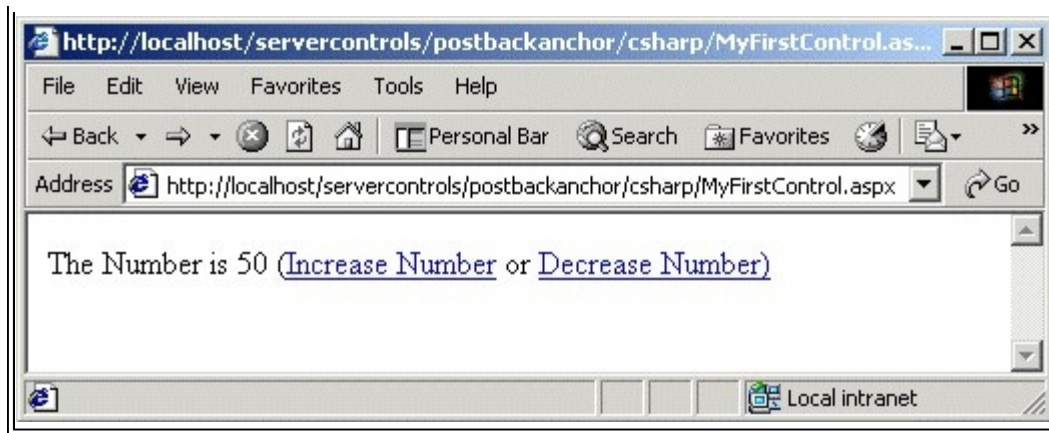 http://localhost/servercontrols/postbackanchor/csharp/MyFirstControl.as...
File Edit View Favorites Tools Help
Back Personal Bar Search Favorites »
Address http://localhost/servercontrols/postbackanchor/csharp/MyFirstControl.aspx Go
The Number is 50 (Increase Number or Decrease Number)
Local intranet